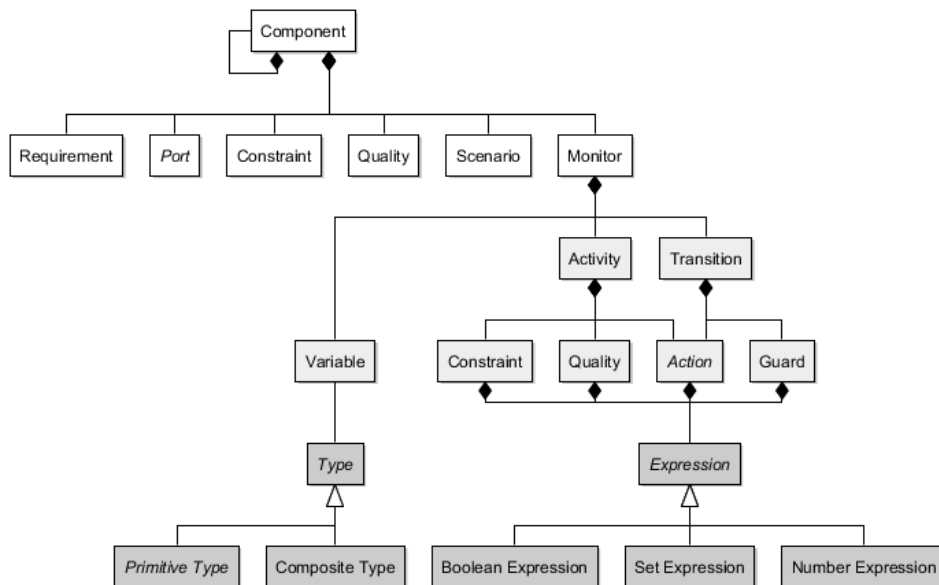 Component
Requirement
Port
Constraint
Quality
Scenario
Monitor
Activity
Transition
Variable
Constraint
Quality
Action
Guard
Type
Expression
Primitive Type
Composite Type
Boolean Expression
Set Expression
Number Expression